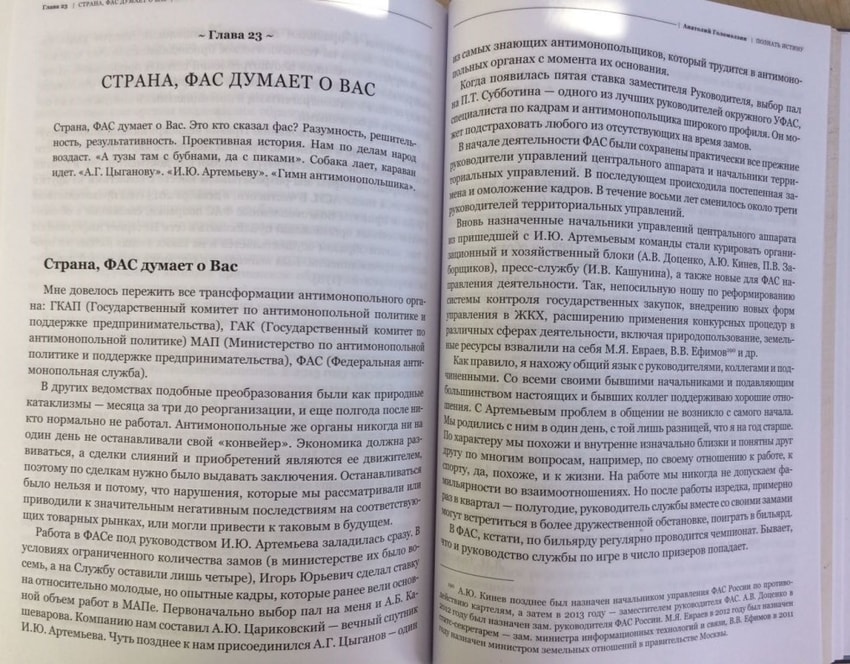 Глава 23 | СТРАНА, ФАС ДУМАЕТ О ВАС
~ Глава 23 ~
СТРАНА, ФАС ДУМАЕТ О ВАС
Страна, ФАС думает о Вас. Это кто сказал фас? Разумность, решитель-
ность, результативность. Проективная история. Нам по делам народ
воздаст. «А тузы там с бубнами, да с пиками». Собака лает, караван
идет. «А.Г. Цыганову». «И.Ю. Артемьеву». «Гимн антимонопольщика».
Страна, ФАС думает о Вас
Мне довелось пережить все трансформации антимонопольного орга-
на: ГКАП (Государственный комитет по антимонопольной политике и
поддержке предпринимательства), ГАК (Государственный комитет по
антимонопольной политике) МАП (Министерство по антимонопольной
политике и поддержке предпринимательства), ФАС (Федеральная анти-
монопольная служба).
В других ведомствах подобные преобразования были как природные
катаклизмы — месяца за три до реорганизации, и еще полгода после ни-
кто нормально не работал. Антимонопольные же органы никогда ни на
один день не останавливали свой «конвейер». Экономика должна раз-
виваться, а сделки слияний и приобретений являются ее движителем,
поэтому по сделкам нужно было выдавать заключения. Останавливаться
было нельзя и потому, что нарушения, которые мы рассматривали или
приводили к значительным негативным последствиям на соответствую-
щих товарных рынках, или могли привести к таковым в будущем.
Работа в ФАСе под руководством И.Ю. Артемьева заладилась сразу. В
условиях ограниченного количества замов (в министерстве их было во-
семь, а на Службу оставили лишь четыре), Игорь Юрьевич сделал ставку
на относительно молодые, но опытные кадры, которые ранее вели основ-
ной объем работ в МАПе. Первоначально выбор пал на меня и А.Б. Ка-
шеварова. Компанию нам составил А.Ю. Цариковский — вечный спутник
И.Ю. Артемьева. Чуть позднее к нам присоединился А.Г. Цыганов — один
Анатолий Голомолзин | ПОЗНАТЬ ИСТИНУ
из самых знающих антимонопольщиков, который трудится в антимоно-
польных органах с момента их основания.
Когда появилась пятая ставка заместителя Руководителя, выбор пал
на П.Т. Субботина — одного из лучших руководителей окружного УФАС,
специалиста по кадрам и антимонопольщика широкого профиля. Он мо-
жет подстраховать любого из отсутствующих на время замов.
В начале деятельности ФАС были сохранены практически все прежние
руководители управлений центрального аппарата и начальники терри-
ториальных управлений. В последующем происходила постепенная за-
мена и омоложение кадров. В течение восьми лет сменилось около трети
руководителей территориальных управлений.
Вновь назначенные начальники управлений центрального аппарата
из пришедшей с И.Ю. Артемьевым команды стали курировать органи-
зационный и хозяйственный блоки (А.В. Доценко, А.Ю. Кинев, П.В. За-
борщиков), пресс-службу (И.В. Кашунина), а также новые для ФАС на-
правления деятельности. Так, непосильную ношу по реформированию
системы контроля государственных закупок, внедрению новых форм
управления в ЖКХ, расширению применения конкурсных процедур в
различных сферах деятельности, включая природопользование, земель-
ные ресурсы взвалили на себя М.Я. Евраев, В.В. Ефимов и др.
Как правило, я нахожу общий язык с руководителями, коллегами и под-
чиненными. Со всеми своими бывшими начальниками и подавляющим
большинством настоящих и бывших коллег поддерживаю хорошие отно-
шения. С Артемьевым проблем в общении не возникло с самого начала.
Мы родились с ним в один день, с той лишь разницей, что я на год старше.
По характеру мы похожи и внутренне изначально близки и понятны друг
другу по многим вопросам, например, по своему отношению к работе, к
спорту, да, похоже, и к жизни. На работе мы никогда не допускаем фа-
мильярности во взаимоотношениях. Но после работы изредка, примерно
раз в квартал — полугодие, руководитель службы вместе со своими замами
могут встретиться в более дружественной обстановке, поиграть в бильярд.
В ФАС, кстати, по бильярду регулярно проводится чемпионат. Бывает,
что и руководство службы по игре в число призеров попадает.
А.Ю. Кинев позднее был назначен начальником управления ФАС России по противо-
действию картелям, а затем в 2013 году — заместителем руководителя ФАС. А.В. Доценко в
2012 году был назначен зам. руководителя ФАС России. М.Я. Евраев в 2012 году был назначен
статс-секретарем — зам. министра информационных технологий и связи, В.В. Ефимов в 2011
году назначен министром земельных отношений в правительстве Москвы.